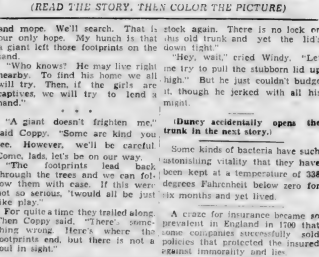 (READ THE STORY, THEN COLOR THE PICTURE)
and mope. We'll search. That is
our only hope. My hunch is that
a giant left those footprints on the
sand.
"Who knows? He may live right
nearby. To find his home we all
will try. Then, if the girls are
captives, we will try to lend a
hand."
* * *
"A giant doesn't frighten me,"
said Coppy. "Some are kind you
see. However, we'll be careful
Come, lads, let's be on our way.
"The footprints lead back
through the trees and we can fol-
low them with case. If this were
not so serious, 'twould all be just
like play."
For quite a time they trailed along.
Then Coppy said, "There's some-
thing wrong. Here's where the
footprints end, but there is not a
soul in sight."
stock again. There is no lock on
this old trunk and yet the lid's
down tight."
"Hey, wait," cried Windy. "Let
me try to pull the stubborn lid up
high." But he just couldn't budge
it, though he jerked with all his
might.
(Duncy accidentally opens the
trunk in the next story.)
Some kinds of bacteria have such
astonishing vitality that they have
been kept at a temperature of 338
degrees Fahrenheit below zero for
six months and yet lived.
A craze for insurance became so
prevalent in England in 1700 that
some companies successfully sold
policies that protected the insured
against immorality and lies.